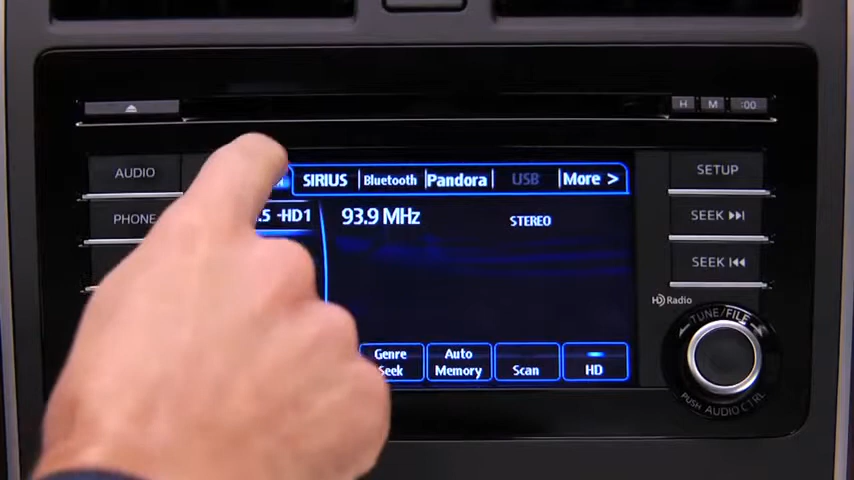 H M :00
AUDIO
SETUP
SIRIUS Bluetooth Pandora USB More >
PHONE
-HD1 93.9 MHz STEREO
SEEK
SEEK
HD Radio
TUNE/FILE
Genre Seek
Auto Memory
Scan
HD
PUSH AUDIO CTRL